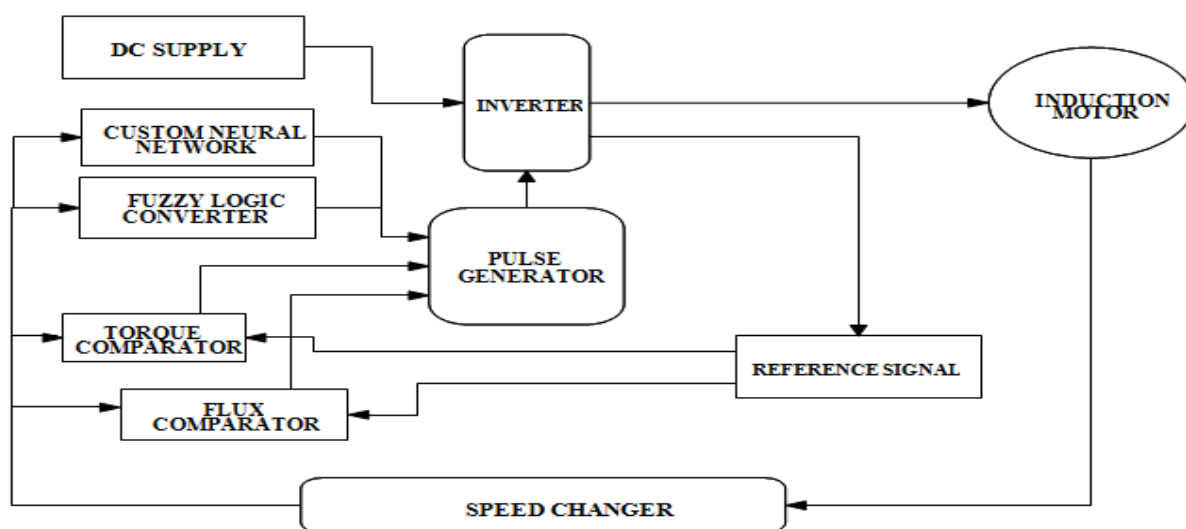 DC SUPPLY
INVERTER
INDUCTION
MOTOR
CUSTOM NEURAL
NETWORK
FUZZY LOGIC
CONVERTER
PULSE
GENERATOR
TORQUE
COMPARATOR
REFERENCE SIGNAL
FLUX
COMPARATOR
SPEED CHANGER